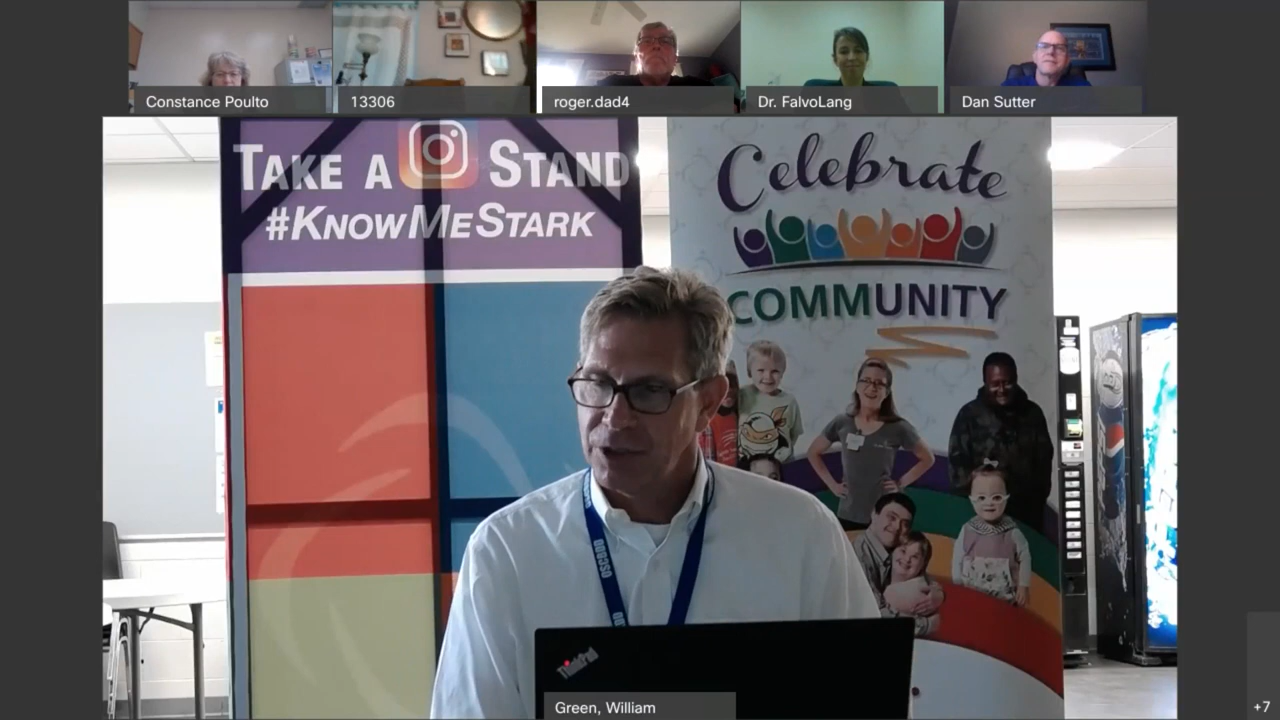 Constance Poulto
13306
roger.dad4
Dr. FalvoLang
Dan Sutter
TAKE A STAND
#KNOWMESTARK
Celebrate
COMMUNITY
ThinkPad
Green, William
+7